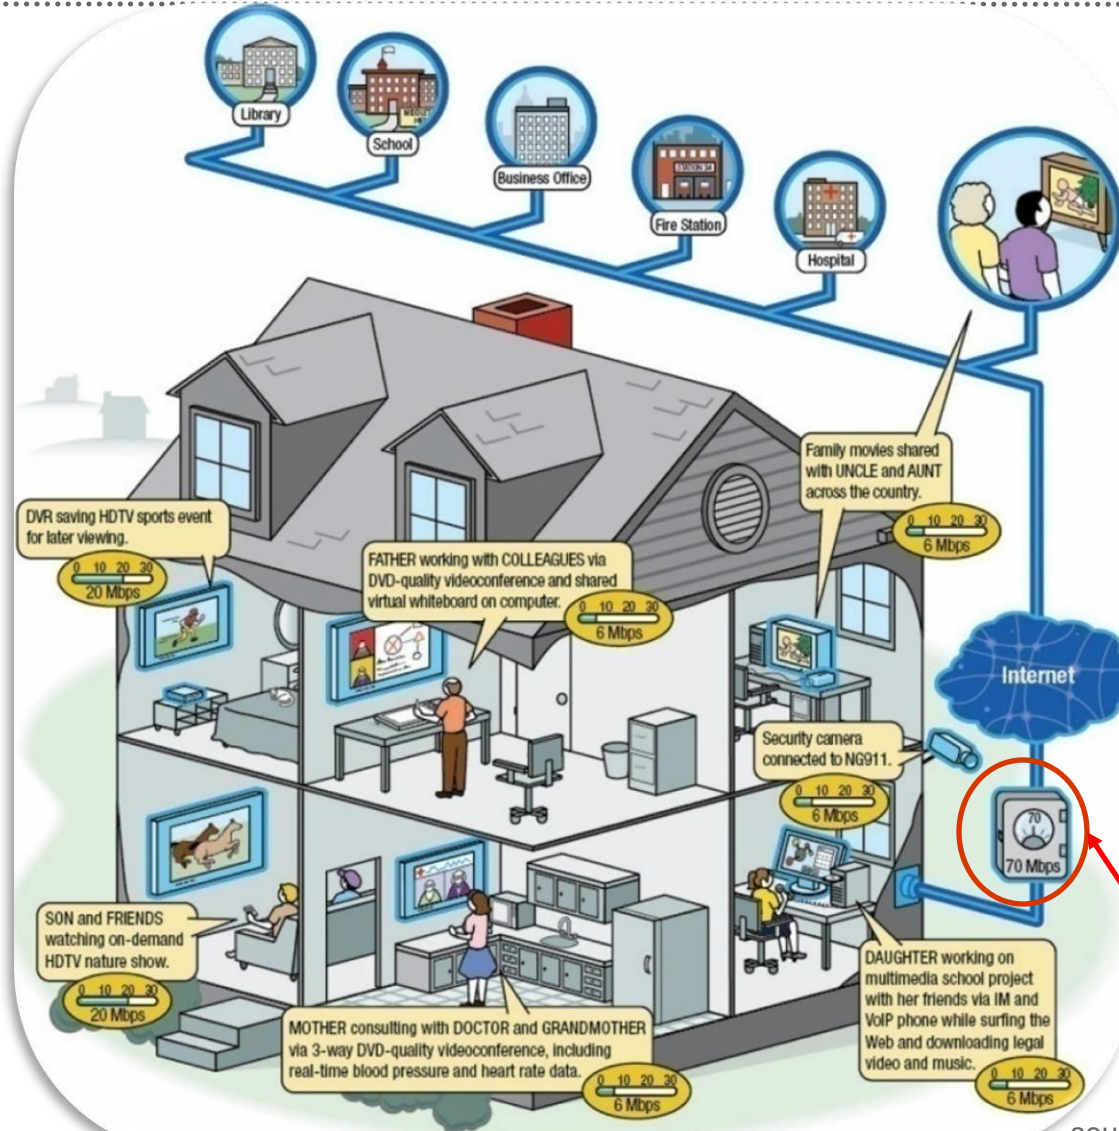 Library
School
Business Office
STATION 34
Fire Station
Hospital
Family movies shared
with UNCLE and AUNT
across the country.
0 10 20 30
6 Mbps
DVR saving HDTV sports event
for later viewing.
0 10 20 30
20 Mbps
FATHER working with COLLEAGUES via
DVD-quality videoconference and shared
virtual whiteboard on computer.
0 10 20 30
6 Mbps
Internet
Security camera
connected to NG911.
0 10 20 30
6 Mbps
70
70 Mbps
SON and FRIENDS
watching on-demand
HDTV nature show.
0 10 20 30
20 Mbps
MOTHER consulting with DOCTOR and GRANDMOTHER
via 3-way DVD-quality videoconference, including
real-time blood pressure and heart rate data.
0 10 20 30
6 Mbps
DAUGHTER working on
multimedia school project
with her friends via IM and
VoIP phone while surfing the
Web and downloading legal
video and music.
0 10 20 30
6 Mbps